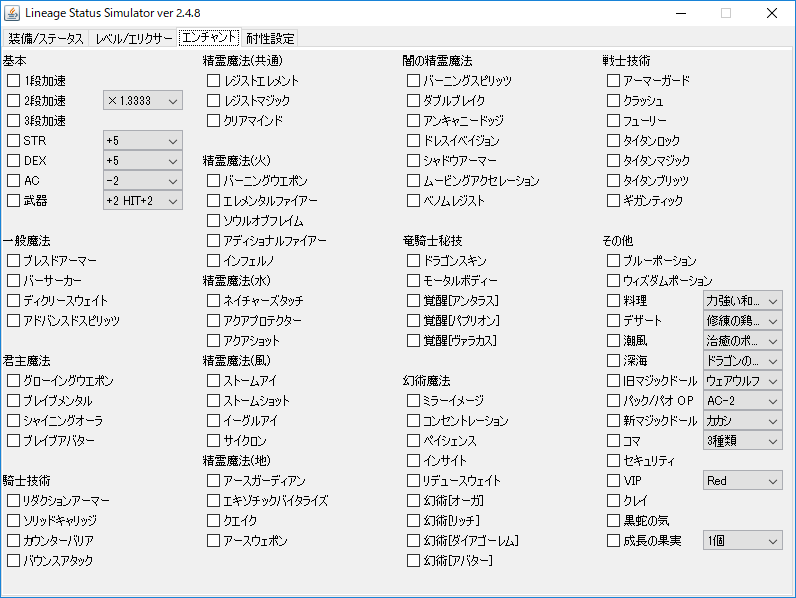 Lineage Status Simulator ver 2.4.8
装備/ステータス レベル/エリクサー エンチャント 耐性設定
基本
1段加速
2段加速 ×1.3333
3段加速
STR +5
DEX +5
AC -2
武器 +2 HIT+2
一般魔法
ブレスドアーマー
バーサーカー
ディクリースウェイト
アドバンスドスピリッツ
君主魔法
グローイングウエポン
ブレイブメンタル
シャイニングオーラ
ブレイブアバター
騎士技術
リダクションアーマー
ソリッドキャリッジ
カウンターバリア
バウンスアタック
精霊魔法(共通)
レジストエレメント
レジストマジック
クリアマインド
精霊魔法(火)
バーニングウエポン
エレメンタルファイアー
ソウルオブフレイム
アディショナルファイアー
インフェルノ
精霊魔法(水)
ネイチャーズタッチ
アクアプロテクター
アクアショット
精霊魔法(風)
ストームアイ
ストームショット
イーグルアイ
サイクロン
精霊魔法(地)
アースガーディアン
エキゾチックバイタライズ
クエイク
アースウェポン
闇の精霊魔法
バーニングスピリッツ
ダブルブレイク
アンキャニードッジ
ドレスイベイジョン
シャドウアーマー
ムービングアクセレーション
ベノムレジスト
竜騎士秘技
ドラゴンスキン
モータルボディー
覚醒[アンタラス]
覚醒[パプリオン]
覚醒[ヴァラカス]
幻術魔法
ミラーイメージ
コンセントレーション
ペイシェンス
インサイト
リデュースウェイト
幻術[オーガ]
幻術[リッチ]
幻術[ダイアゴーレム]
幻術[アバター]
戦士技術
アーマーガード
クラッシュ
フューリー
タイタンロック
タイタンマジック
タイタンブリッツ
ギガンティック
その他
ブルーポーション
ウィズダムポーション
料理 力強い和...
デザート 修練の鶏...
潮風 治癒のポ...
深海 ドラゴンの...
旧マジックドール ウェアウルフ
パック/パオ OP AC-2
新マジックドール カカシ
コマ 3種類
セキュリティ
VIP Red
クレイ
黒蛇の気
成長の果実 1個